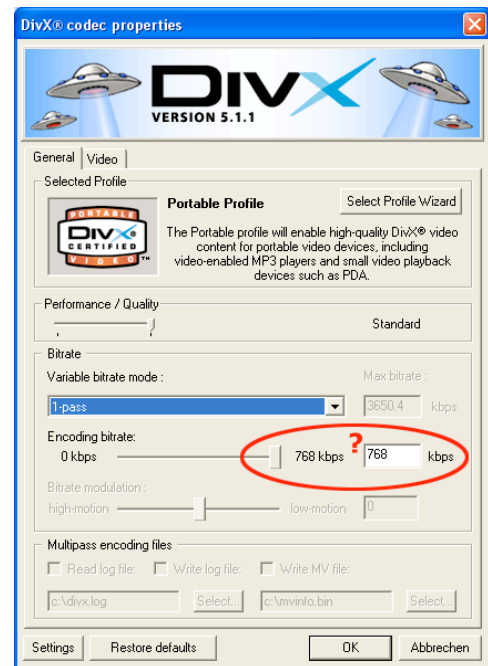 DivX® codec properties
DIVX
VERSION 5.1.1
General
Video
Selected Profile
PORTABLE
DIVX
CERTIFIED
VIDEO ™
Portable Profile
Select Profile Wizard
The Portable profile will enable high-quality DivX® video
content for portable video devices, including
video-enabled MP3 players and small video playback
devices such as PDA.
Performance / Quality
Standard
Bitrate
Variable bitrate mode :
Max bitrate :
1-pass
3650.4 kbps
Encoding bitrate:
0 kbps 768 kbps ? 768 kbps
Bitrate modulation :
high-motion low-motion 0
Multipass encoding files
Read log file: Write log file: Write MV file:
c:\divx.log Select... c:\mvinfo.bin Select...
Settings Restore defaults OK Abbrechen